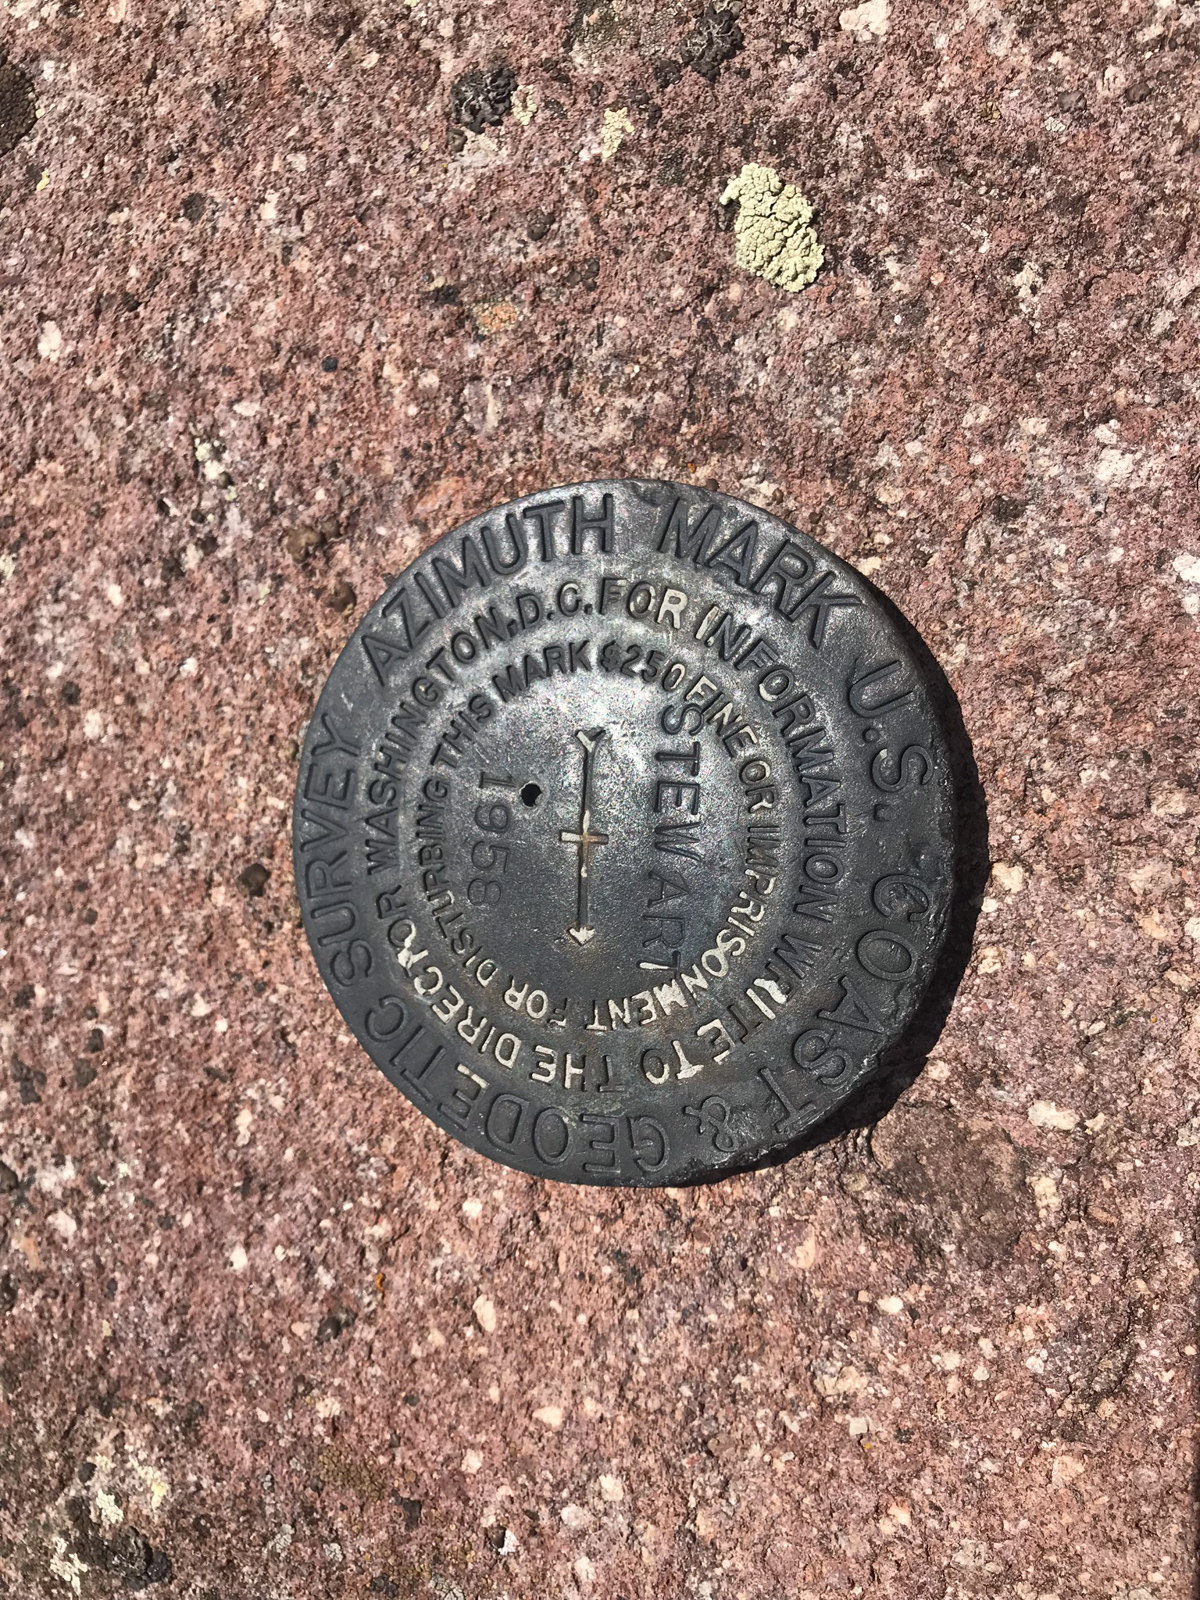 U.S. COAST & GEODETIC SURVEY
AZIMUTH MARK
FOR INFORMATION WRITE TO THE DIRECTOR WASHINGTON, D.C.
$250 FINE OR IMPRISONMENT FOR DISTURBING THIS MARK
STEWART
1958